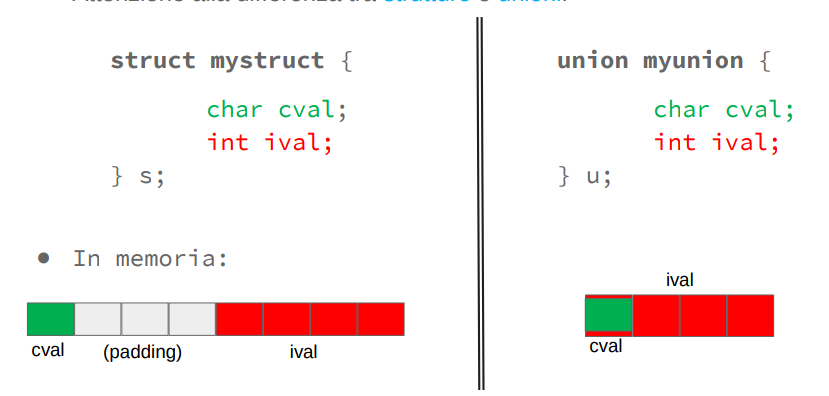 struct mystruct {
char cval;
int ival;
} s;
In memoria:
cval
(padding)
ival
union myunion {
char cval;
int ival;
} u;
ival
cval